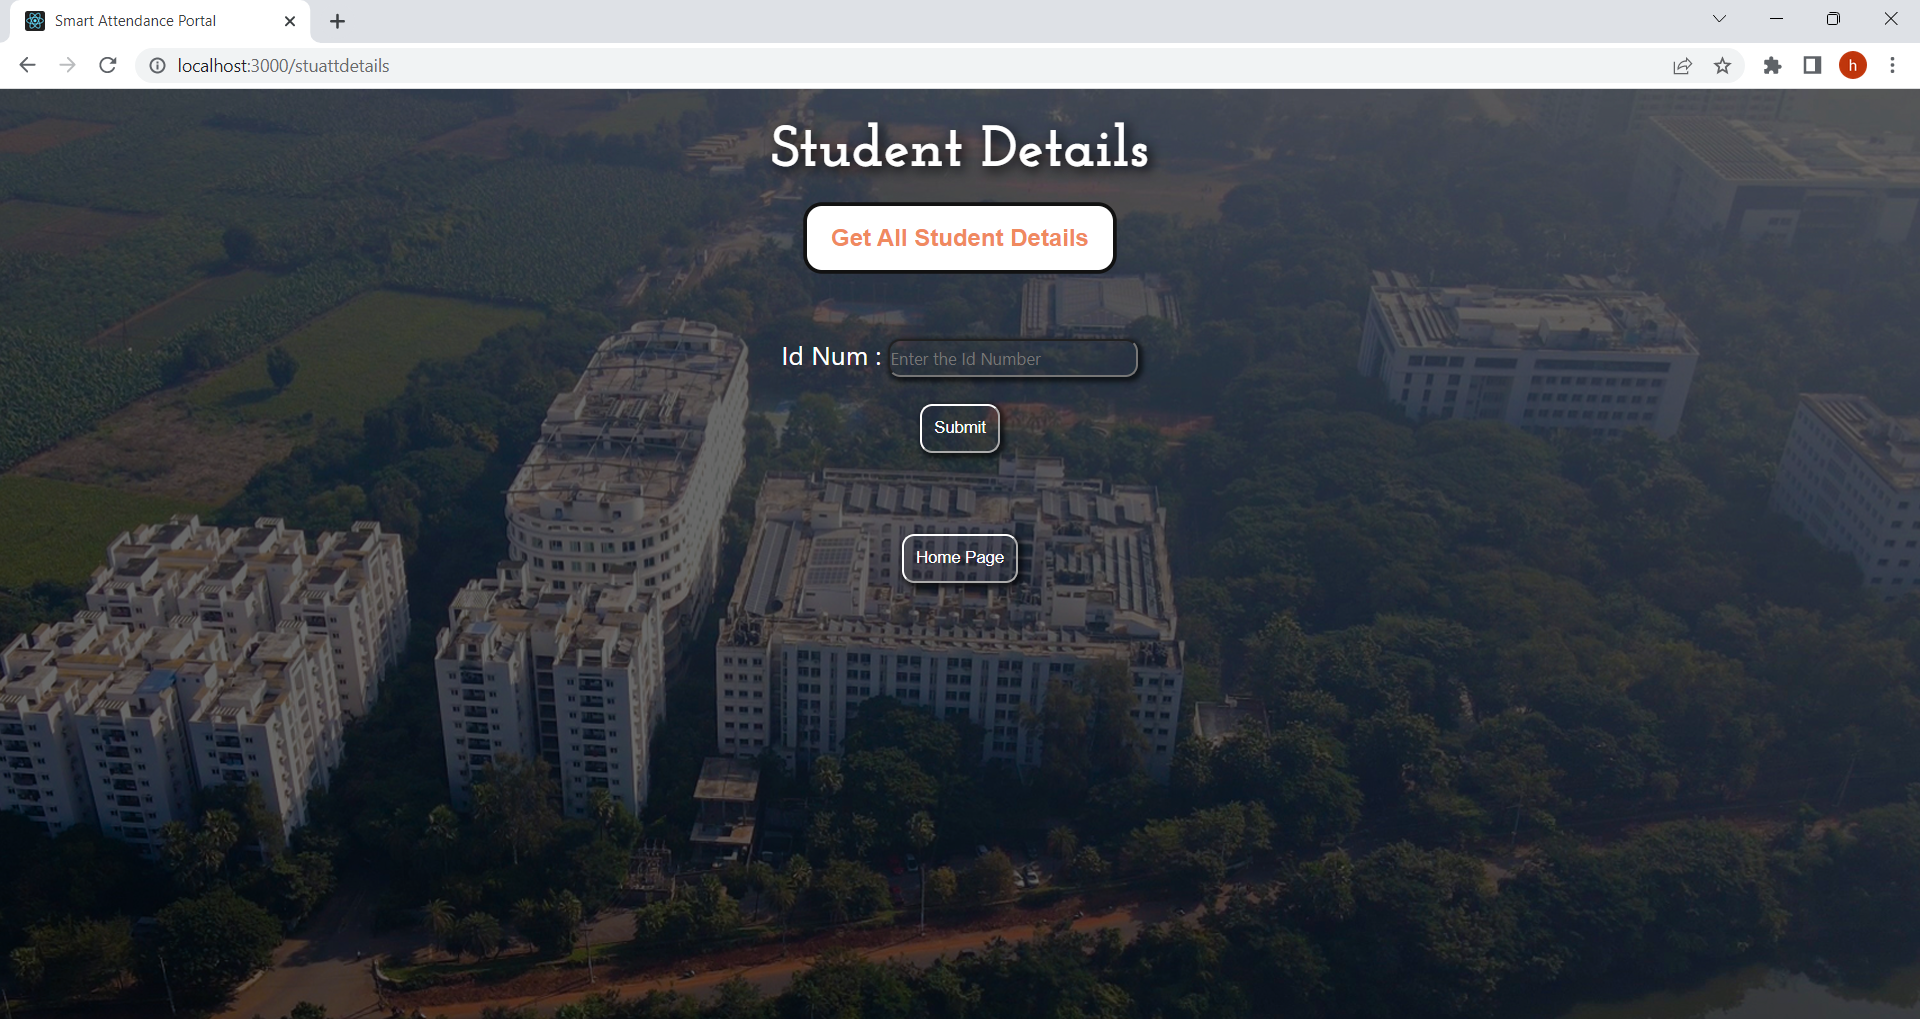 Smart Attendance Portal
localhost:3000/stuattdetails
h
Student Details
Get All Student Details
Id Num : Enter the Id Number
Submit
Home Page